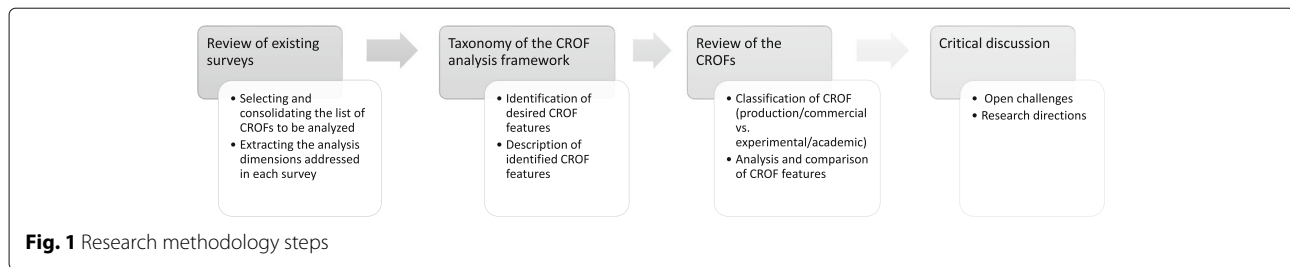 Review of existing
surveys
• Selecting and
consolidating the list of
CROFs to be analyzed
• Extracting the analysis
dimensions addressed
in each survey
Taxonomy of the CROF
analysis framework
• Identification of
desired CROF
features
• Description of
identified CROF
features
Review of the
CROFs
• Classification of CROF
(production/commercial
vs.
experimental/academic)
• Analysis and comparison
of CROF features
Critical discussion
• Open challenges
• Research directions
Fig. 1 Research methodology steps